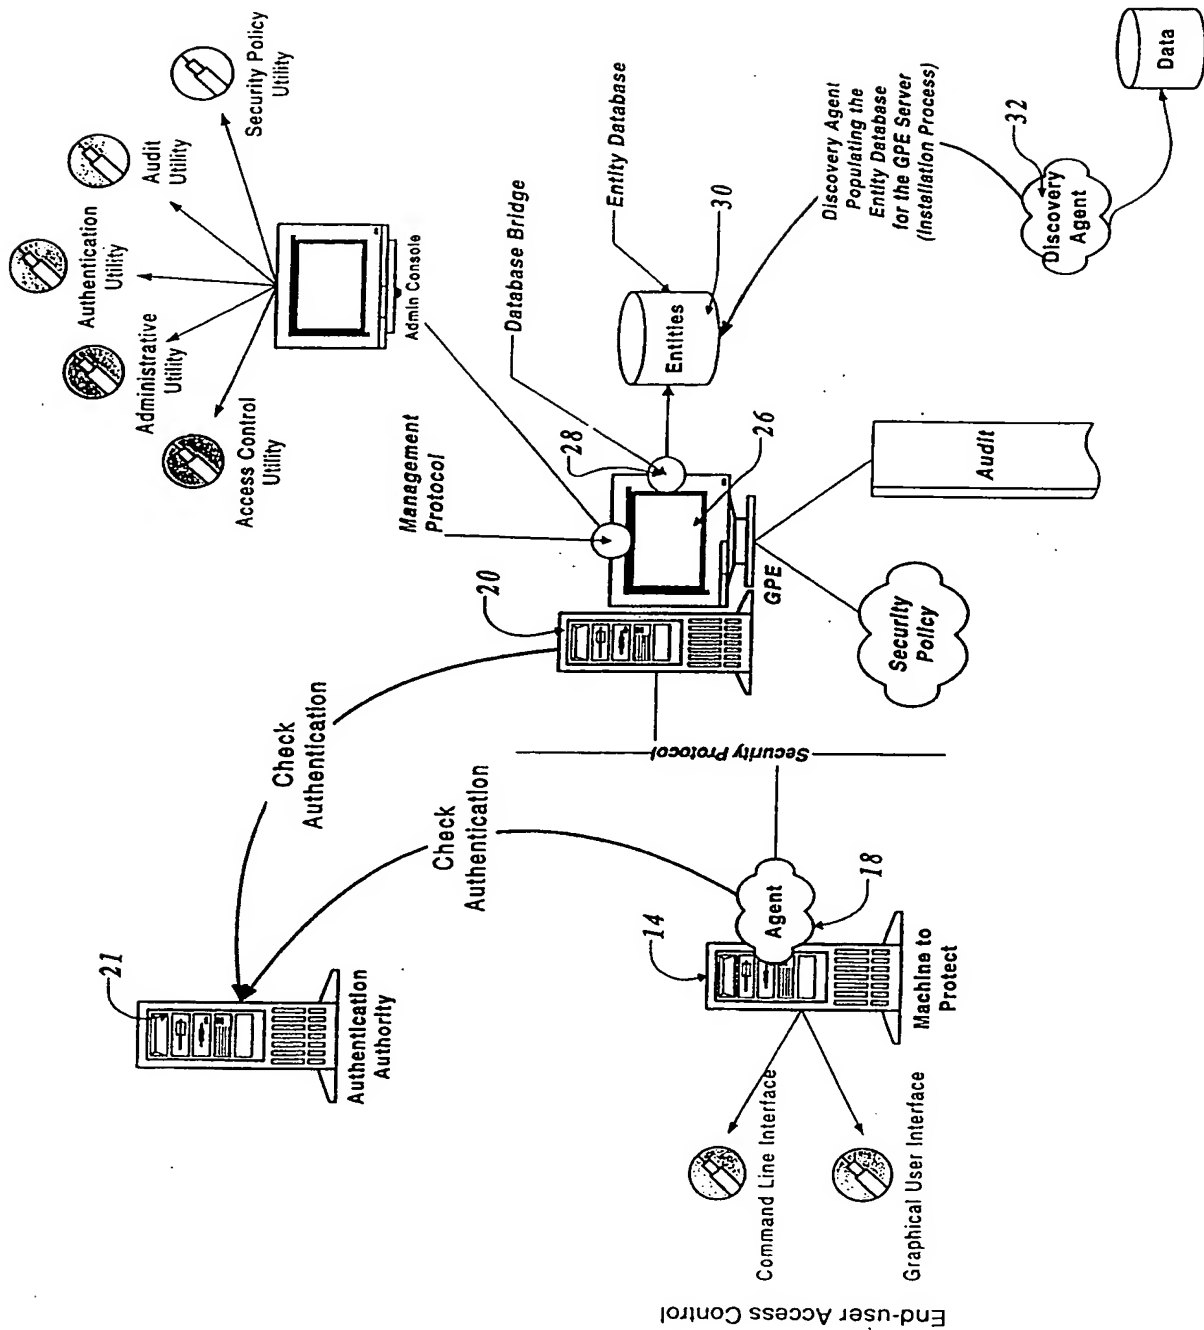 Security Policy
Utility
Audit
Utility
Authentication
Utility
Administrative
Utility
Access Control
Utility
Admin Console
Management
Protocol
Database Bridge
Entity Database
28
30
Entities
26
20
GPE
Discovery Agent
Populating the
Entity Database
for the GPE Server
(Installation Process)
32
Discovery
Agent
Data
Audit
Security
Policy
Check
Authentication
Security Protocol
Check
Authentication
21
Authentication
Authority
14
Agent
18
Machine to
Protect
Command Line Interface
Graphical User Interface
End-user Access Control